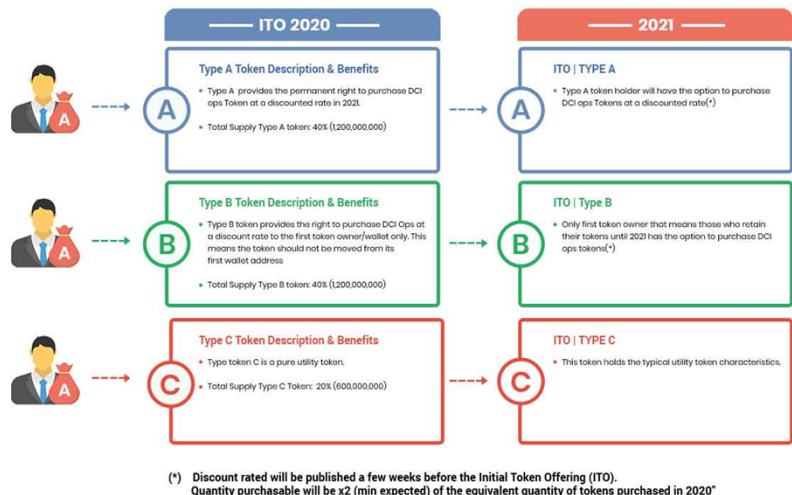 ITO 2020
2021
A
A
Type A Token Description & Benefits
• Type A provides the permanent right to purchase DCI
ops Token at a discounted rate in 2021.
• Total Supply Type A token: 40% (1,200,000,000)
A
ITO | TYPE A
• Type A token holder will have the option to purchase
DCI ops Tokens at a discounted rate(*)
A
B
Type B Token Description & Benefits
• Type B token provides the right to purchase DCI Ops at
a discount rate to the first token owner/wallet only. This
means the token should not be moved from its
first wallet address
• Total Supply Type B token: 40% (1,200,000,000)
B
ITO | Type B
• Only first token owner that means those who retain
their tokens until 2021 has the option to purchase DCI
ops tokens(*)
A
C
Type C Token Description & Benefits
• Type token C is a pure utility token.
• Total Supply Type C Token: 20% (600,000,000)
C
ITO | TYPE C
• This token holds the typical utility token characteristics.
(*) Discount rated will be published a few weeks before the Initial Token Offering (ITO).
Quantity purchasable will be x2 (min expected) of the equivalent quantity of tokens purchased in 2020"